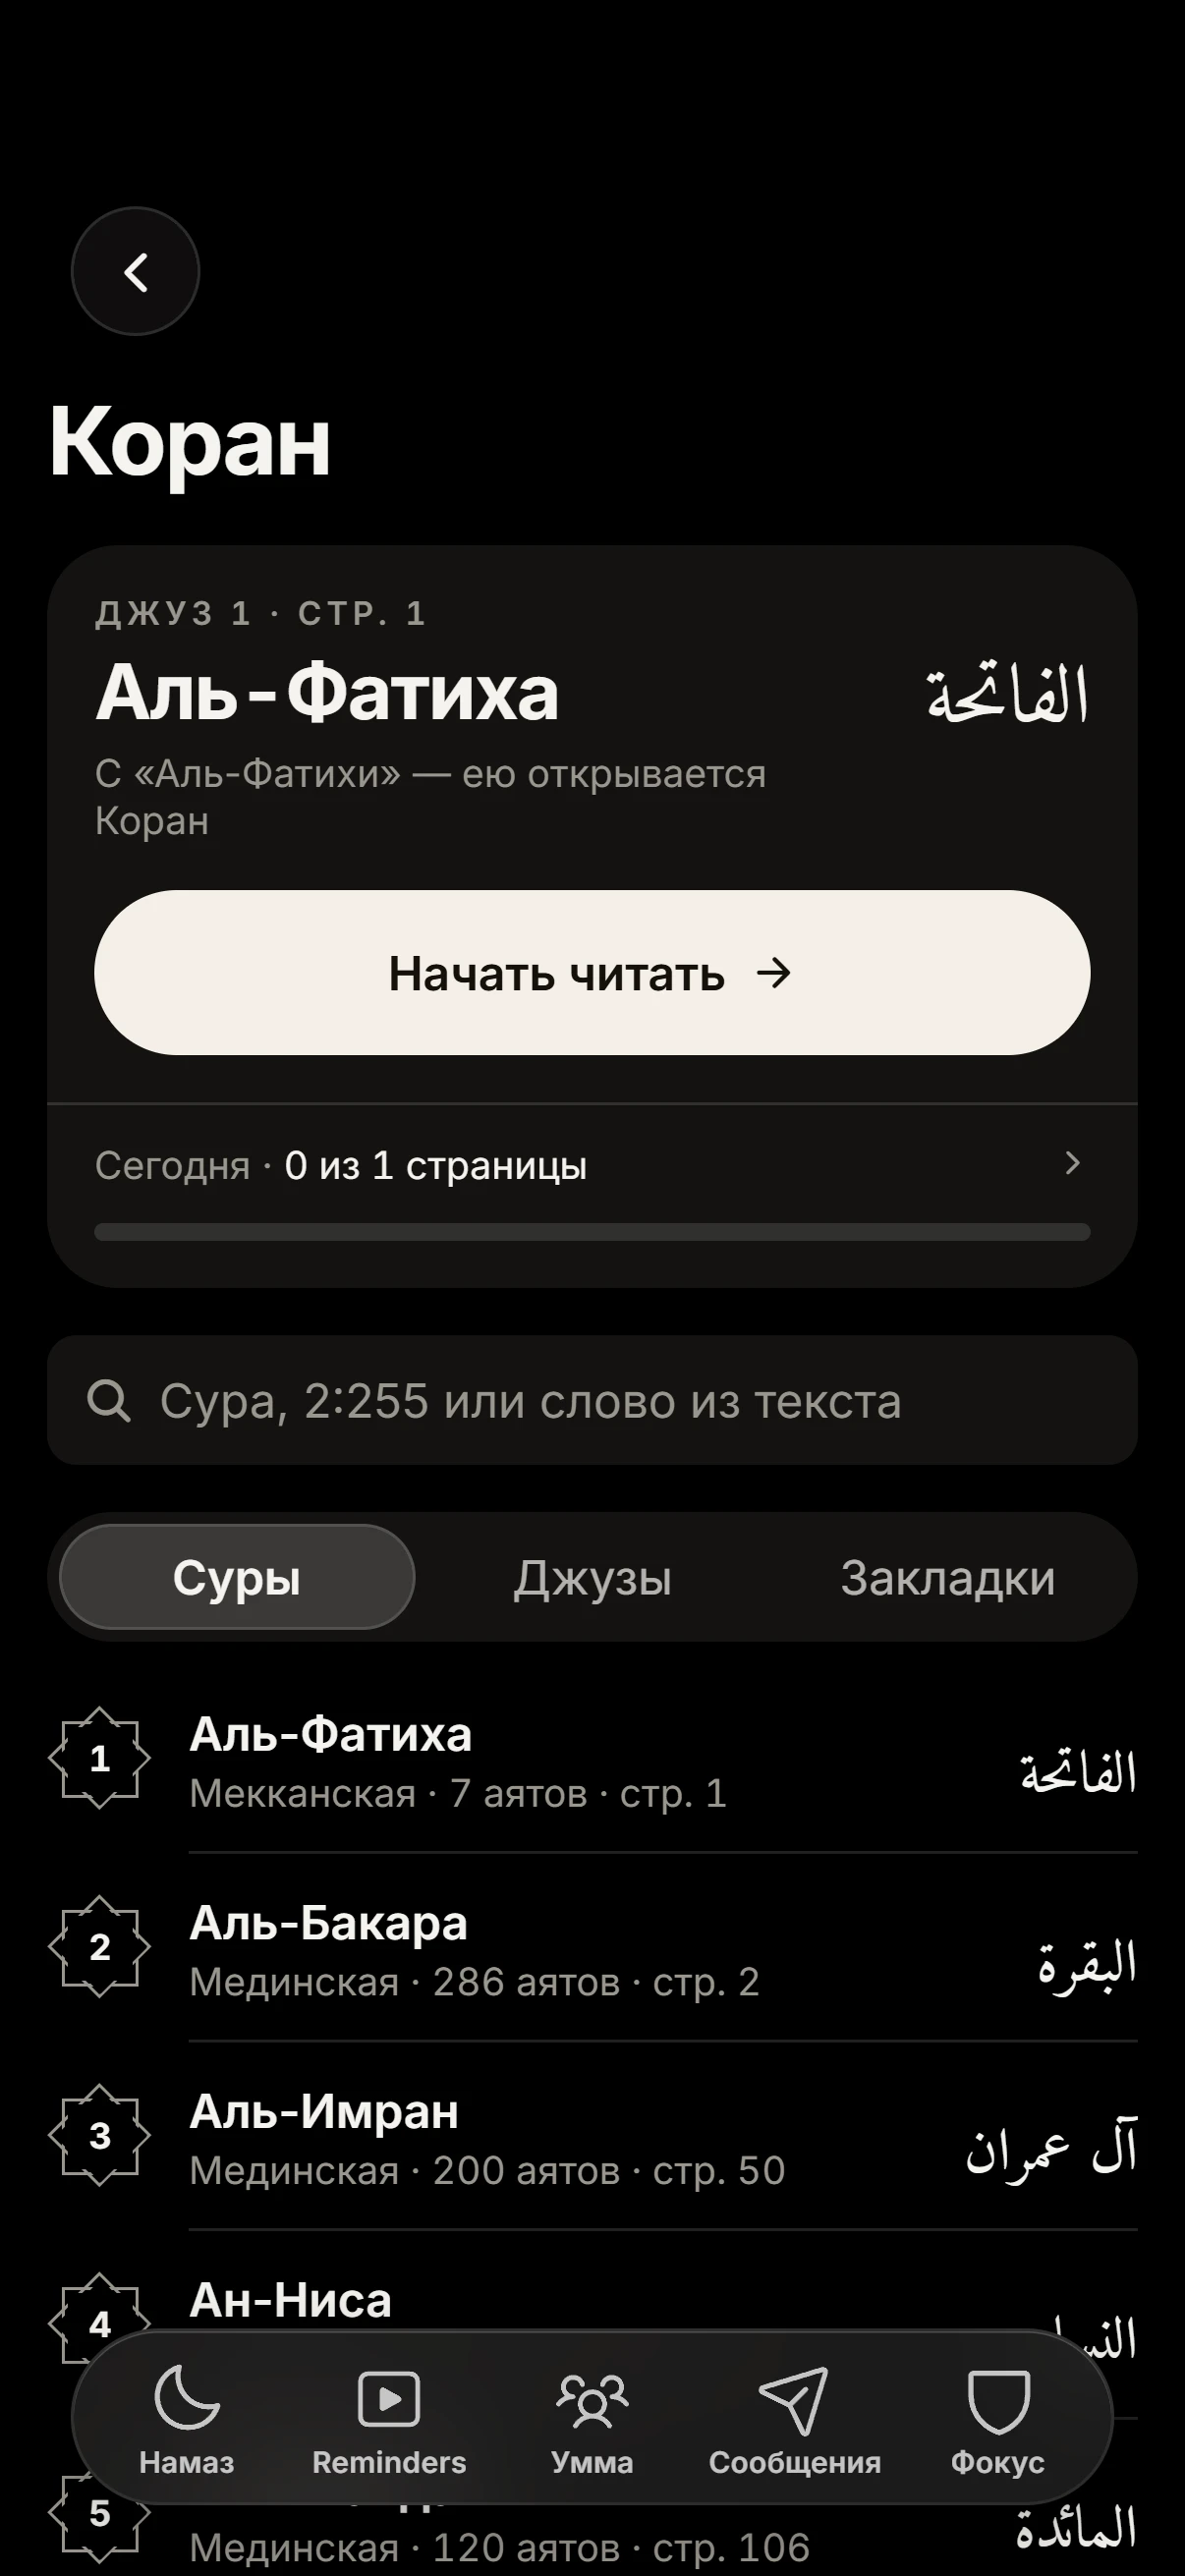 Коран
ДЖУЗ 1 · СТР. 1
Аль-Фатиха
الفاتحة
С «Аль-Фатихи» — ею открывается
Коран
Начать читать →
Сегодня · 0 из 1 страницы
Сура, 2:255 или слово из текста
Суры Джузы Закладки
1
Аль-Фатиха
Мекканская · 7 аятов · стр. 1
الفاتحة
2
Аль-Бакара
Мединская · 286 аятов · стр. 2
البقرة
3
Аль-Имран
Мединская · 200 аятов · стр. 50
آل عمران
4
Ан-Ниса
Намаз Reminders Умма Сообщения Фокус
5
Мединская · 120 аятов · стр. 106
المائدة